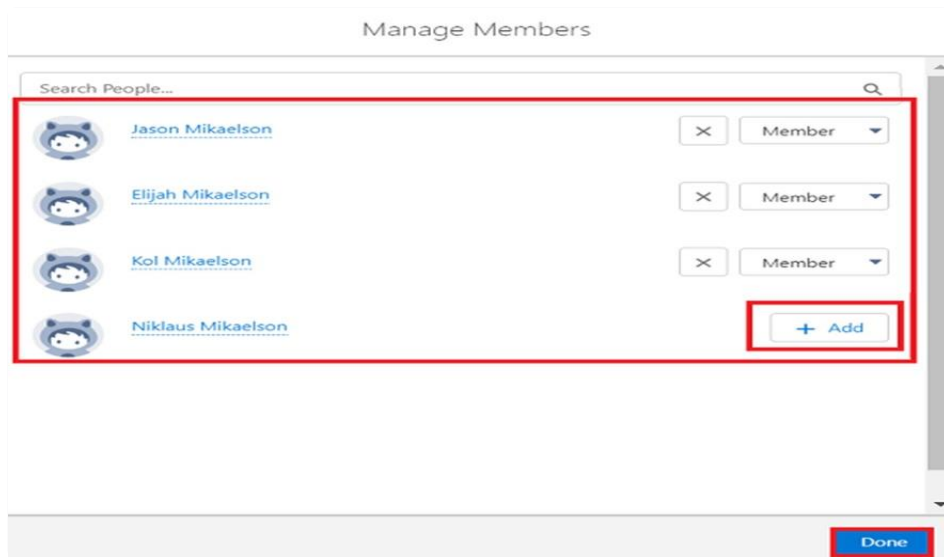 Manage Members
Search People...
Jason Mikaelson
Member
Elijah Mikaelson
Member
Kol Mikaelson
Member
Niklaus Mikaelson
+ Add
Done